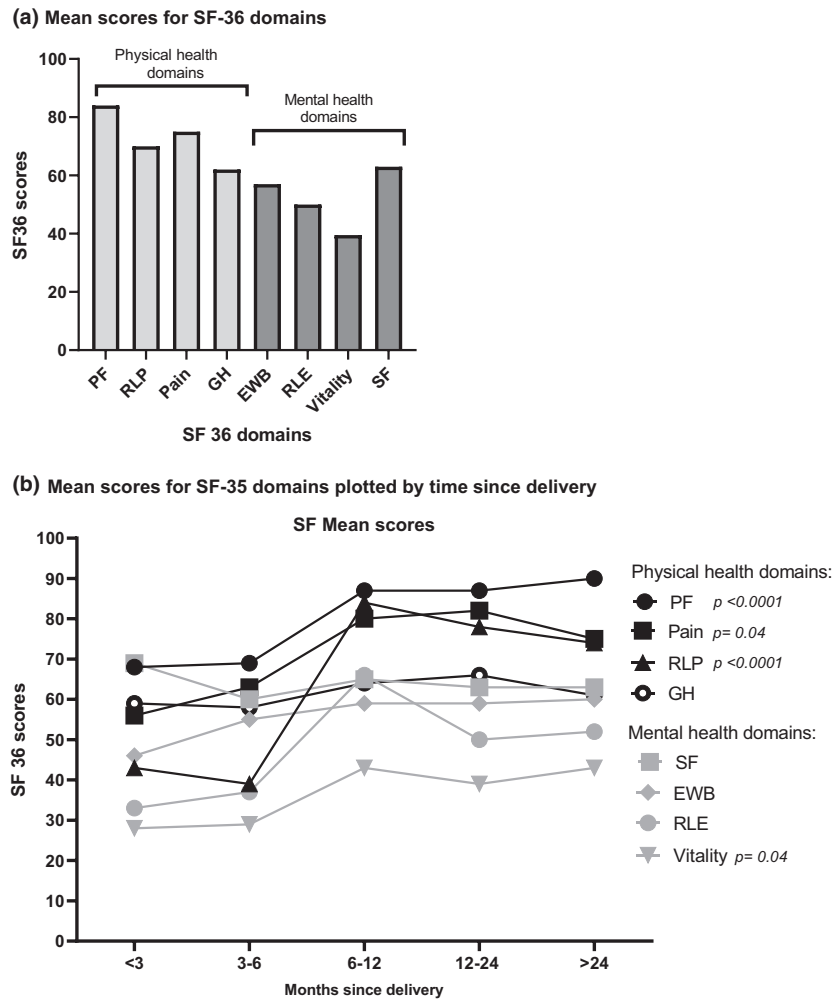 (a) Mean scores for SF-36 domains
Physical health
domains
Mental health
domains
100
80
60
40
20
0
SF36 scores
PF
RLP
Pain
GH
EWB
RLE
Vitality
SF
SF 36 domains
(b) Mean scores for SF-35 domains plotted by time since delivery
SF Mean scores
100
90
80
70
60
50
40
30
20
10
0
SF 36 scores
<3
3-6
6-12
12-24
>24
Months since delivery
Physical health domains:
PF p <0.0001
Pain p= 0.04
RLP p <0.0001
GH
Mental health domains:
SF
EWB
RLE
Vitality p= 0.04